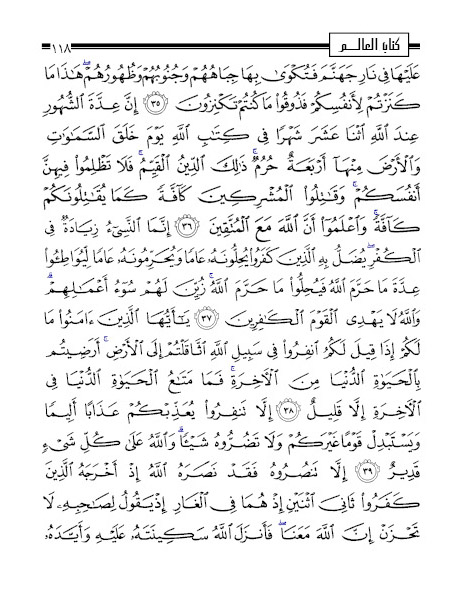 كتاب العالم ١١٨
عَلَيْهَا فِى نَارِ جَهَنَّمَ فَتُكْوَىٰ بِهَا جِبَاهُهُمْ وَجُنُوبُهُمْ وَظُهُورُهُمْ ۖ هَٰذَا مَا
كَنَزْتُمْ لِأَنفُسِكُمْ فَذُوقُوا۟ مَا كُنتُمْ تَكْنِزُونَ ﴿٣٥﴾ إِنَّ عِدَّةَ ٱلشُّهُورِ
عِندَ ٱللَّهِ ٱثْنَا عَشَرَ شَهْرًا فِى كِتَٰبِ ٱللَّهِ يَوْمَ خَلَقَ ٱلسَّمَٰوَٰتِ
وَٱلْأَرْضَ مِنْهَآ أَرْبَعَةٌ حُرُمٌ ۚ ذَٰلِكَ ٱلدِّينُ ٱلْقَيِّمُ ۚ فَلَا تَظْلِمُوا۟ فِيهِنَّ
أَنفُسَكُمْ ۚ وَقَٰتِلُوا۟ ٱلْمُشْرِكِينَ كَآفَّةً كَمَا يُقَٰتِلُونَكُمْ
كَآفَّةً ۚ وَٱعْلَمُوٓا۟ أَنَّ ٱللَّهَ مَعَ ٱلْمُتَّقِينَ ﴿٣٦﴾ إِنَّمَا ٱلنَّسِىٓءُ زِيَادَةٌ فِى
ٱلْكُفْرِ ۖ يُضَلُّ بِهِ ٱلَّذِينَ كَفَرُوا۟ يُحِلُّونَهُۥ عَامًا وَيُحَرِّمُونَهُۥ عَامًا لِّيُوَاطِـُٔوا۟
عِدَّةَ مَا حَرَّمَ ٱللَّهُ فَيُحِلُّوا۟ مَا حَرَّمَ ٱللَّهُ ۚ زُيِّنَ لَهُمْ سُوٓءُ أَعْمَٰلِهِمْ ۗ
وَٱللَّهُ لَا يَهْدِى ٱلْقَوْمَ ٱلْكَٰفِرِينَ ﴿٣٧﴾ يَٰٓأَيُّهَا ٱلَّذِينَ ءَامَنُوا۟ مَا
لَكُمْ إِذَا قِيلَ لَكُمُ ٱنفِرُوا۟ فِى سَبِيلِ ٱللَّهِ ٱثَّاقَلْتُمْ إِلَى ٱلْأَرْضِ ۚ أَرَضِيتُم
بِٱلْحَيَوٰةِ ٱلدُّنْيَا مِنَ ٱلْءَاخِرَةِ ۚ فَمَا مَتَٰعُ ٱلْحَيَوٰةِ ٱلدُّنْيَا فِى
ٱلْءَاخِرَةِ إِلَّا قَلِيلٌ ﴿٣٨﴾ إِلَّا تَنفِرُوا۟ يُعَذِّبْكُمْ عَذَابًا أَلِيمًا
وَيَسْتَبْدِلْ قَوْمًا غَيْرَكُمْ وَلَا تَضُرُّوهُ شَيْـًٔا ۗ وَٱللَّهُ عَلَىٰ كُلِّ شَىْءٍ
قَدِيرٌ ﴿٣٩﴾ إِلَّا تَنصُرُوهُ فَقَدْ نَصَرَهُ ٱللَّهُ إِذْ أَخْرَجَهُ ٱلَّذِينَ
كَفَرُوا۟ ثَانِىَ ٱثْنَيْنِ إِذْ هُمَا فِى ٱلْغَارِ إِذْ يَقُولُ لِصَٰحِبِهِۦ لَا
تَحْزَنْ إِنَّ ٱللَّهَ مَعَنَا ۖ فَأَنزَلَ ٱللَّهُ سَكِينَتَهُۥ عَلَيْهِ وَأَيَّدَهُۥ